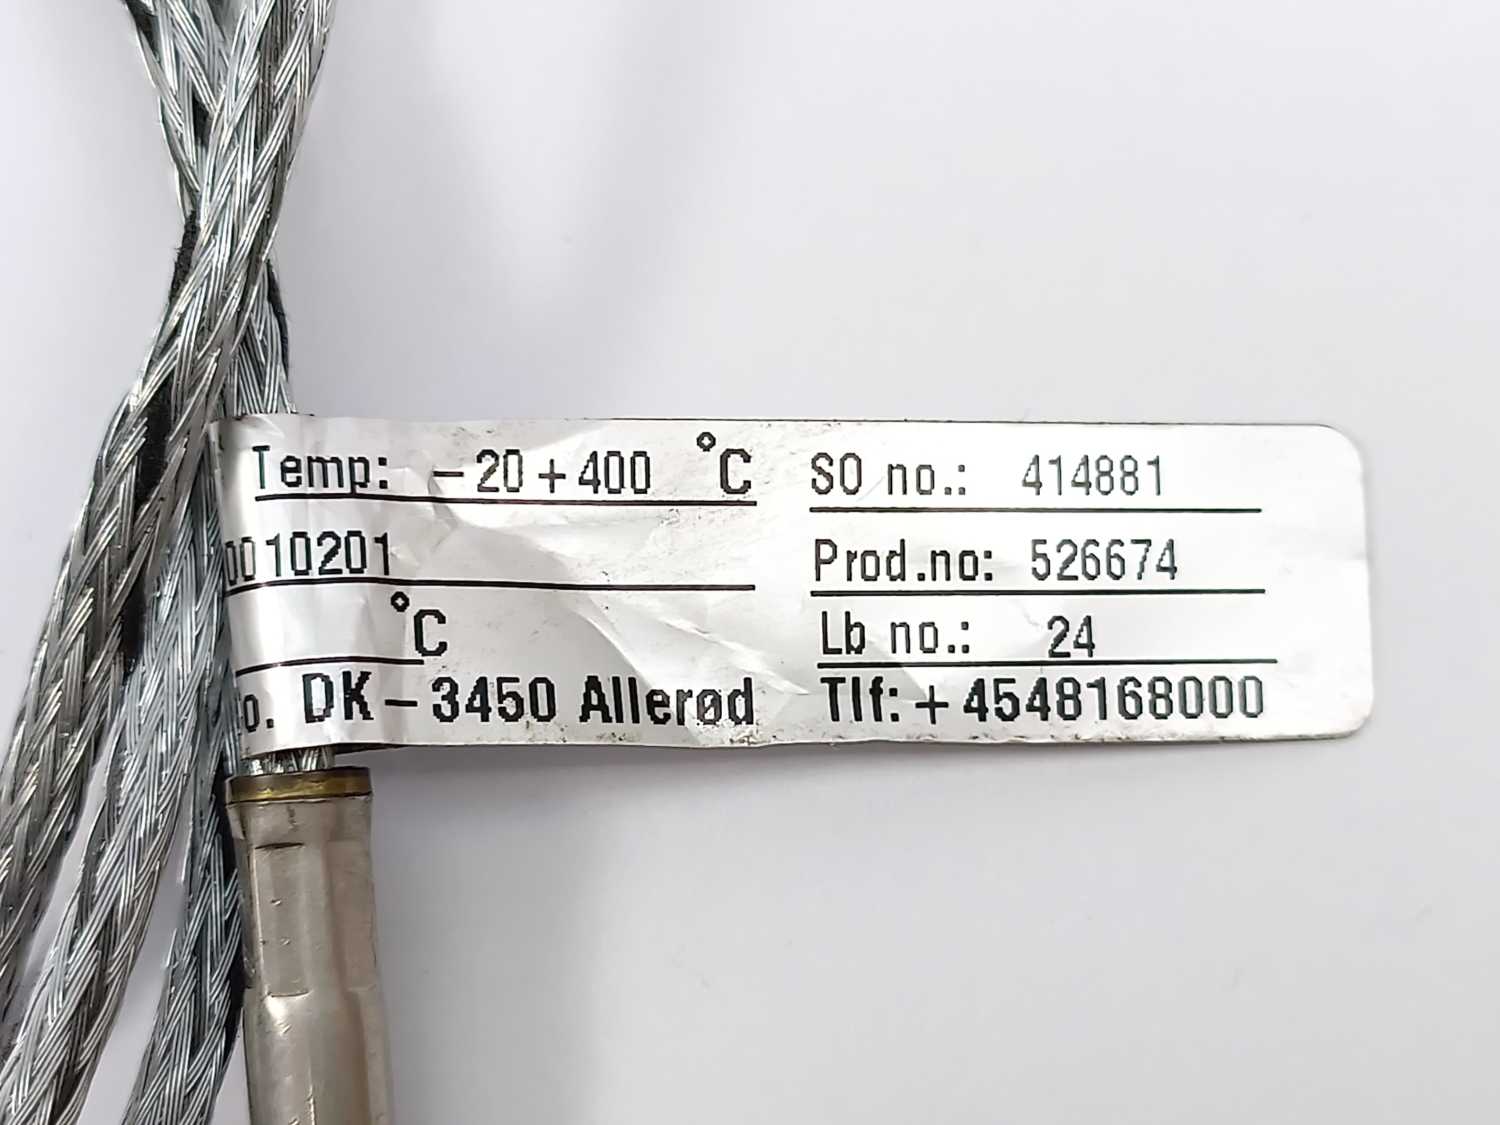 Temp: -20+400 °C SO no.: 414881
0010201 Prod.no: 526674
°C Lb no.: 24
o. DK-3450 Allerød Tlf: +4548168000